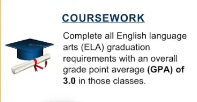 COURSEWORK
Complete all English language
arts (ELA) graduation
requirements with an overall
grade point average (GPA) of
3.0 in those classes.